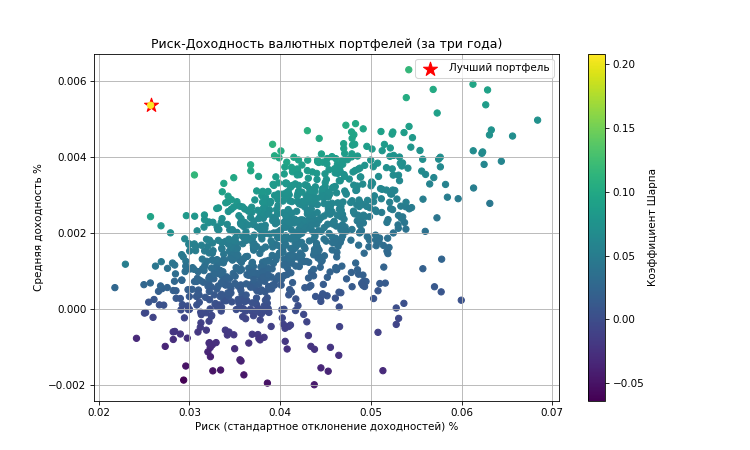 Риск-Доходность валютных портфелей (за три года)
Лучший портфель
0.006
0.004
0.002
0.000
−0.002
Средняя доходность %
0.02 0.03 0.04 0.05 0.06 0.07
Риск (стандартное отклонение доходностей) %
0.20
0.15
0.10
0.05
0.00
−0.05
Коэффициент Шарпа